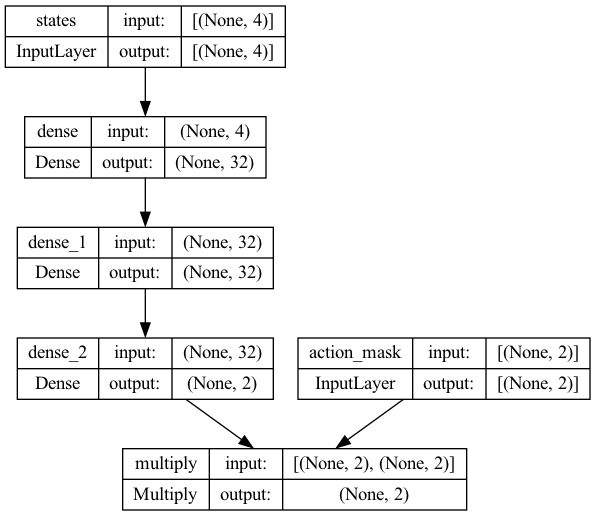 states input: [(None, 4)]
InputLayer output: [(None, 4)]
dense input: (None, 4)
Dense output: (None, 32)
dense_1 input: (None, 32)
Dense output: (None, 32)
dense_2 input: (None, 32)
Dense output: (None, 2)
action_mask input: [(None, 2)]
InputLayer output: [(None, 2)]
multiply input: [(None, 2), (None, 2)]
Multiply output: (None, 2)